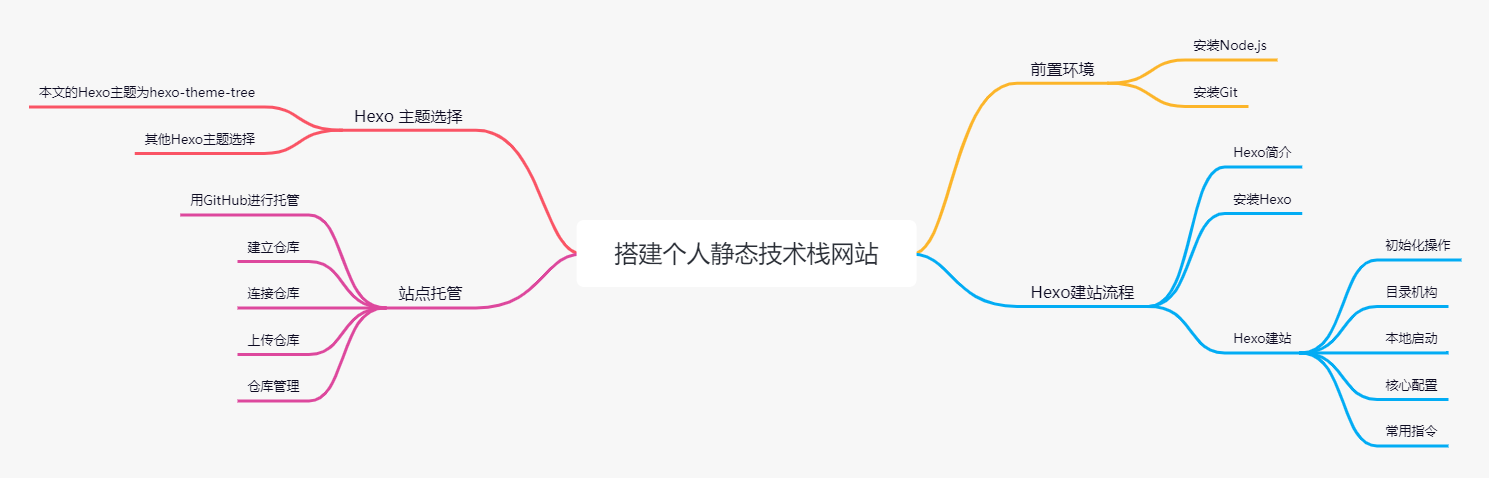 搭建个人静态技术栈网站
前置环境
安装Node.js
安装Git
Hexo建站流程
Hexo简介
安装Hexo
Hexo建站
初始化操作
目录机构
本地启动
核心配置
常用指令
Hexo 主题选择
本文的Hexo主题为hexo-theme-tree
其他Hexo主题选择
站点托管
用GitHub进行托管
建立仓库
连接仓库
上传仓库
仓库管理